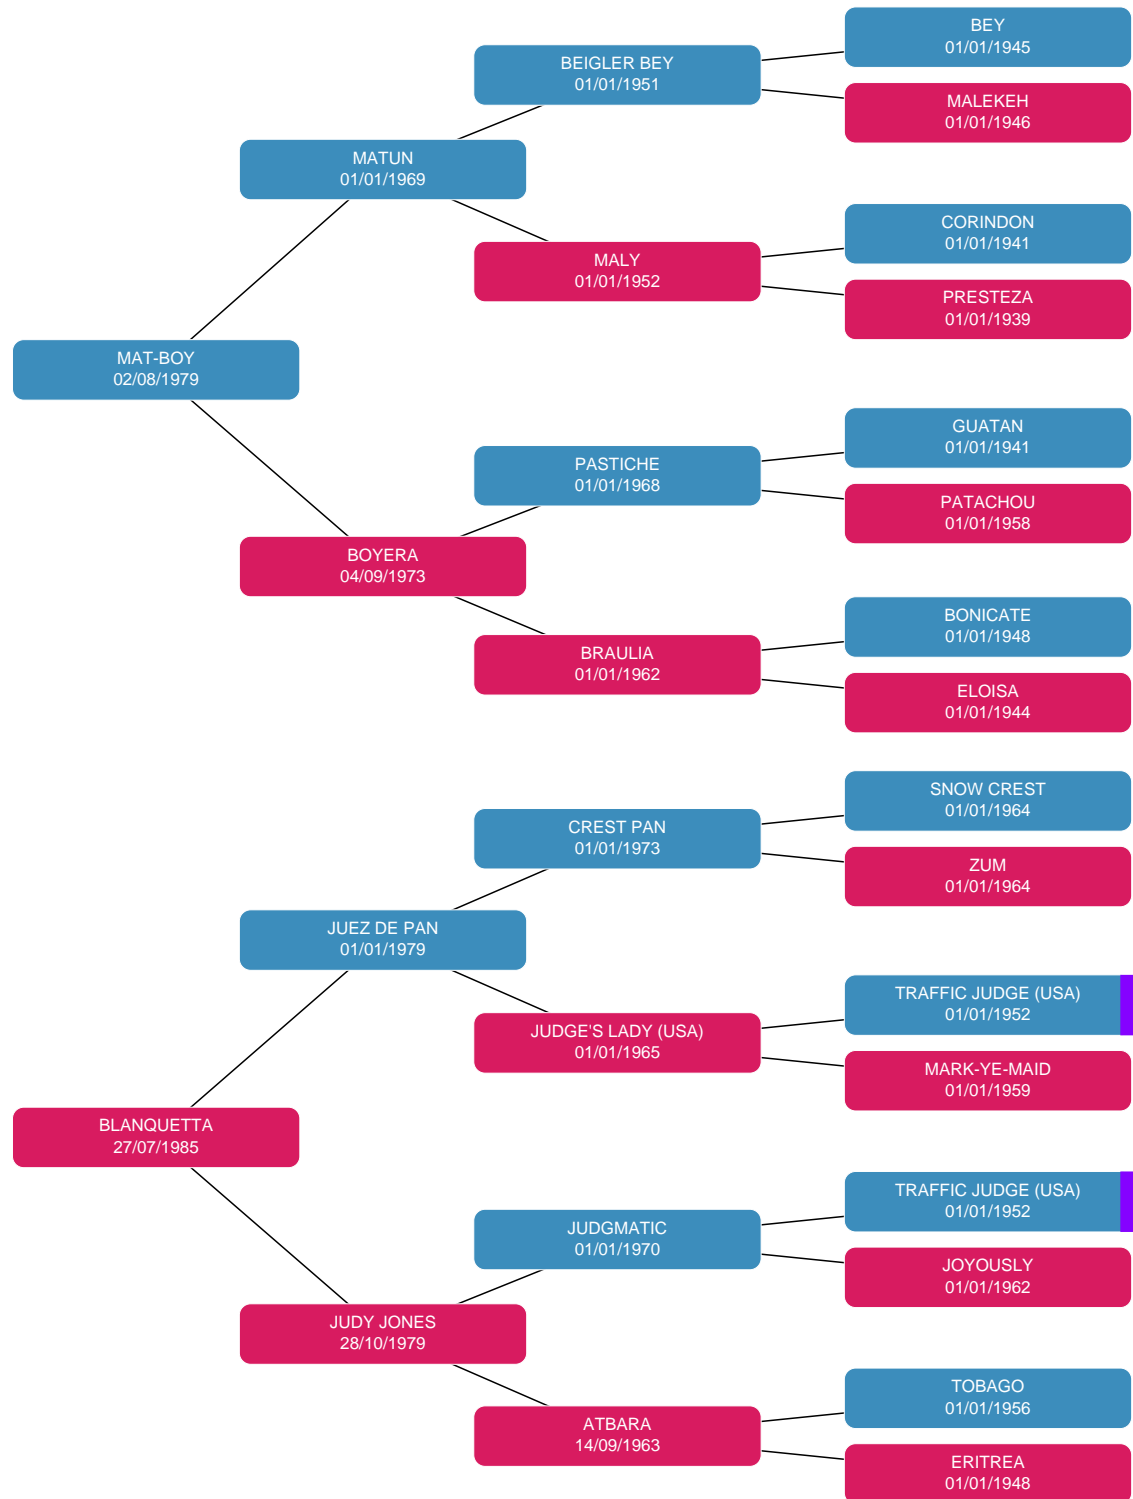 BEY
01/01/1945
BEIGLER BEY
01/01/1951
MALEKEH
01/01/1946
MATUN
01/01/1969
CORINDON
01/01/1941
MALY
01/01/1952
PRESTEZA
01/01/1939
MAT-BOY
02/08/1979
GUATAN
01/01/1941
PASTICHE
01/01/1968
PATACHOU
01/01/1958
BOYERA
04/09/1973
BONICATE
01/01/1948
BRAULIA
01/01/1962
ELOISA
01/01/1944
SNOW CREST
01/01/1964
CREST PAN
01/01/1973
ZUM
01/01/1964
JUEZ DE PAN
01/01/1979
TRAFFIC JUDGE (USA)
01/01/1952
JUDGE'S LADY (USA)
01/01/1965
MARK-YE-MAID
01/01/1959
BLANQUETTA
27/07/1985
TRAFFIC JUDGE (USA)
01/01/1952
JUDGMATIC
01/01/1970
JOYOUSLY
01/01/1962
JUDY JONES
28/10/1979
TOBAGO
01/01/1956
ATBARA
14/09/1963
ERITREA
01/01/1948